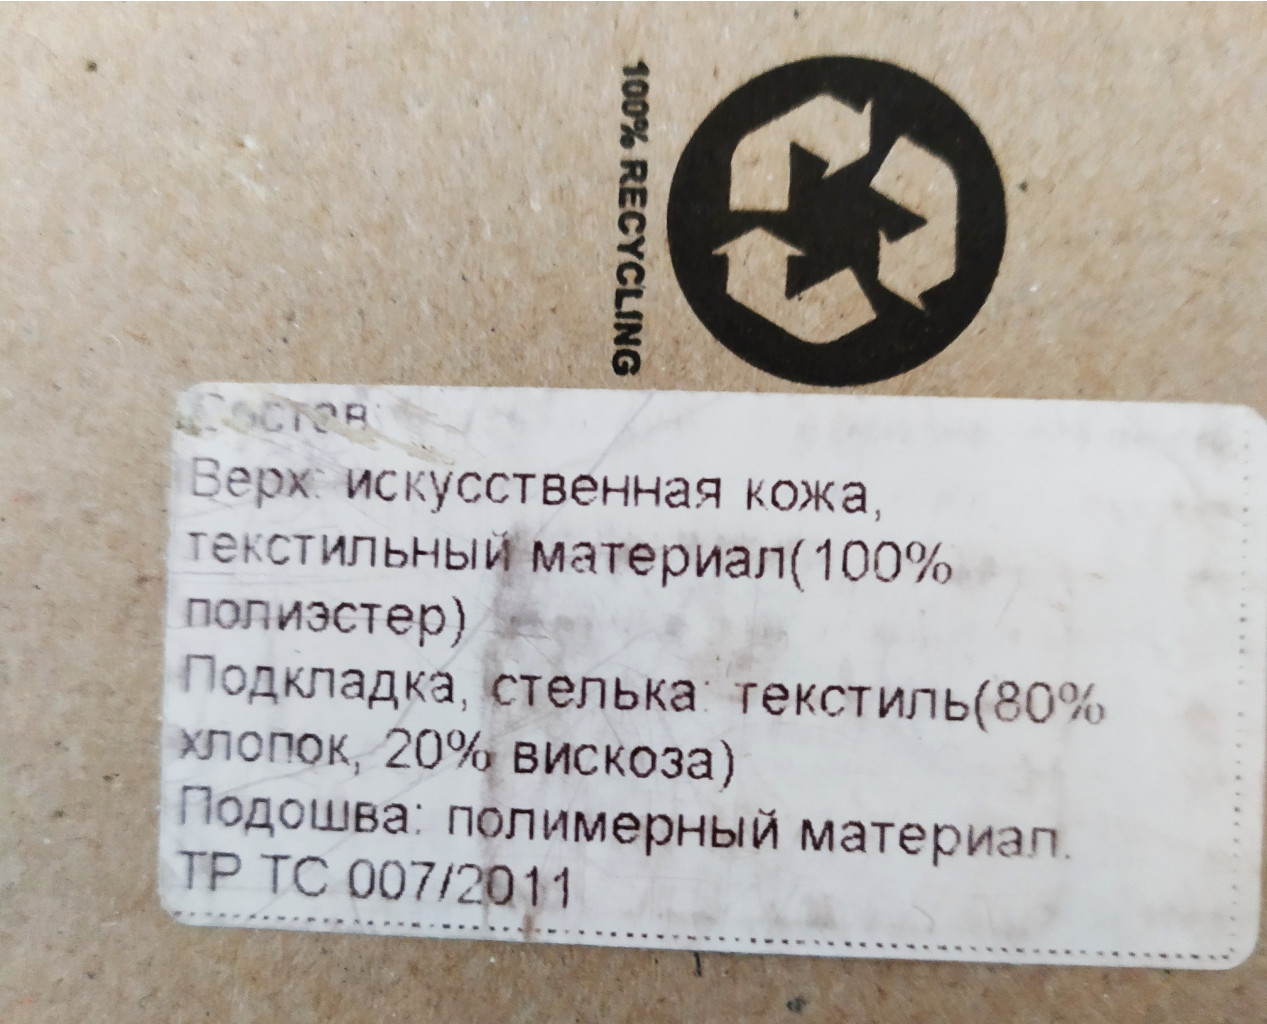 100% RECYCLING
Состав:
Верх: искусственная кожа,
текстильный материал(100%
полиэстер)
Подкладка, стелька: текстиль(80%
хлопок, 20% вискоза)
Подошва: полимерный материал.
ТР ТС 007/2011